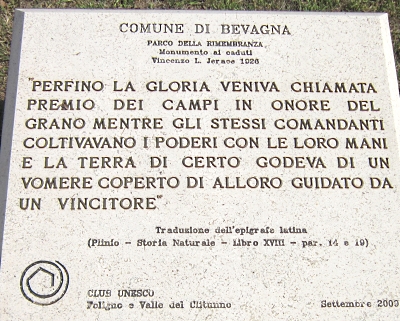 COMUNE DI BEVAGNA
PARCO DELLA RIMEMBRANZA
Monumento ai caduti
Vincenzo L. Jerace 1926
"PERFINO LA GLORIA VENIVA CHIAMATA
PREMIO DEI CAMPI IN ONORE DEL
GRANO MENTRE GLI STESSI COMANDANTI
COLTIVAVANO I PODERI CON LE LORO MANI
E LA TERRA DI CERTO GODEVA DI UN
VOMERE COPERTO DI ALLORO GUIDATO DA
UN VINCITORE"
Traduzione dell'epigrafe latina
(Plinio - Storia Naturale - Libro XVIII - par. 14 e 19)
CLUB UNESCO
Foligno e Valle del Clitunno
Settembre 2003